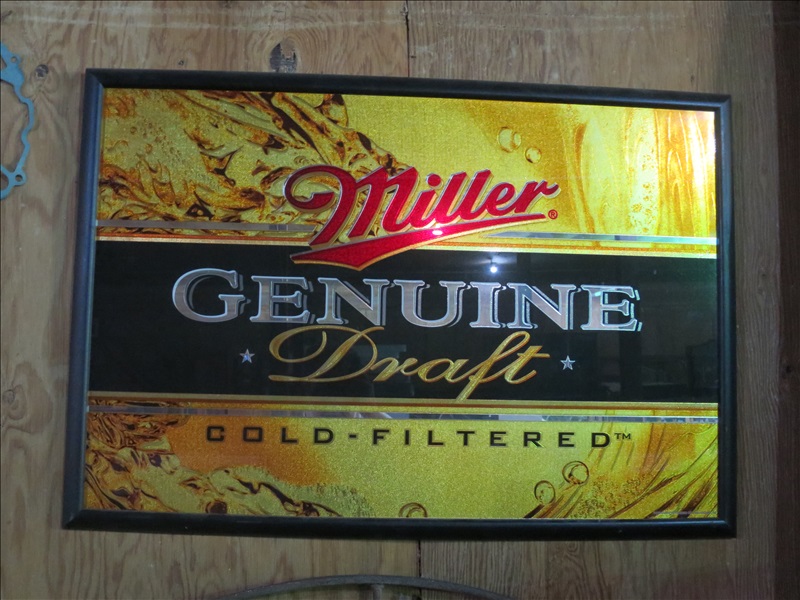 Miller®
GENUINE
Draft
COLD-FILTERED™